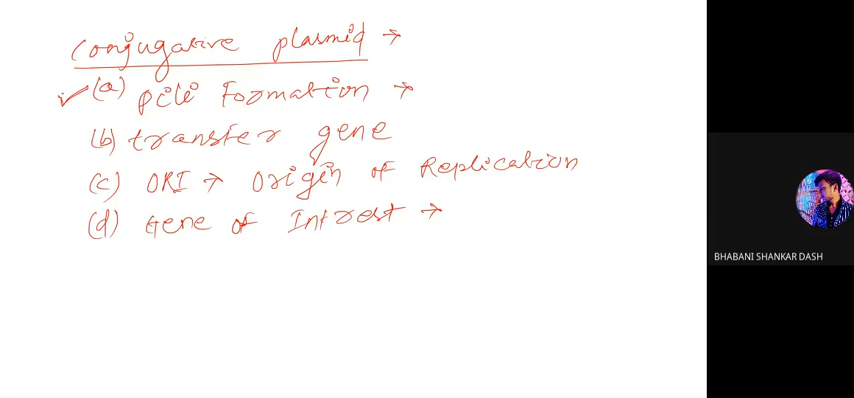 Conjugative plasmid →
(a) pili Formation →
(b) transfer gene
(c) ORI → Origin of Replication
(d) Gene of Interest →
BHABANI SHANKAR DASH